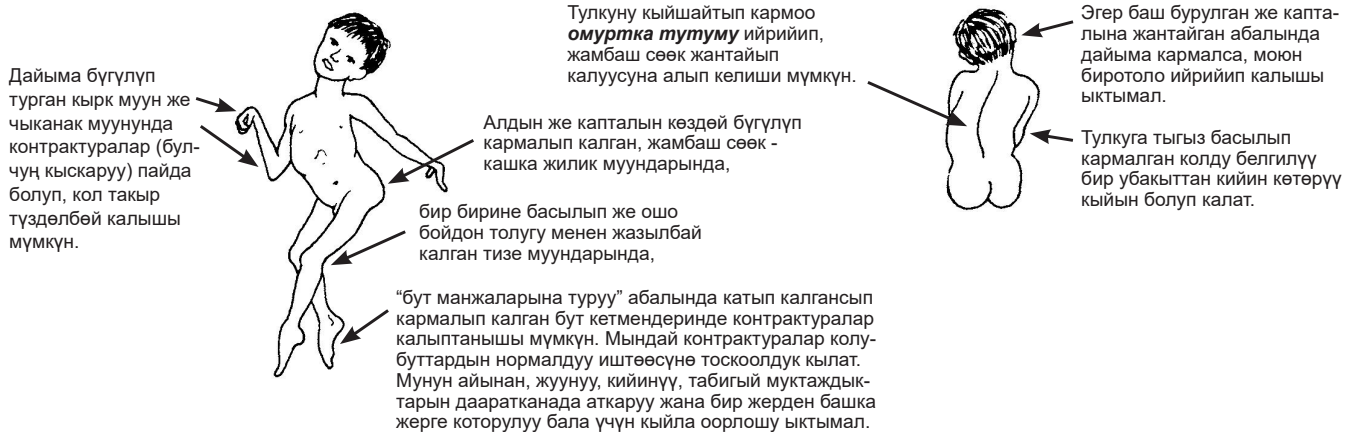 Дайыма бүгүлүп
турган кырк муун же
чыканак муунунда
контрактуралар (бул-
чуң кыскаруу) пайда
болуп, кол такыр
түздөлбөй калышы
мүмкүн.
Тулкуну кыйшайтып кармоо
омуртка тутуму ийрийип,
жамбаш сөөк жантайып
калуусуна алып келиши мүмкүн.
Алдын же капталын көздөй бүгүлүп
кармалып калган, жамбаш сөөк -
кашка жилик муундарында,
бир бирине басылып же ошо
бойдон толугу менен жазылбай
калган тизе муундарында,
“бут манжаларына туруу” абалында катып калгансып
кармалып калган бут кетмендеринде контрактуралар
калыптанышы мүмкүн. Мындай контрактуралар колу-
буттардын нормалдуу иштөөсүнө тоскоолдук кылат.
Мунун айынан, жуунуу, кийинүү, табигый муктаждык-
тарын дааратканада аткаруу жана бир жерден башка
жерге которулуу бала үчүн кыйла оорлошу ыктымал.
Эгер баш бурулган же капта-
лына жантайган абалында
дайыма кармалса, моюн
биротоло ийрийип калышы
ыктымал.
Тулкуга тыгыз басылып
кармалган колду белгилүү
бир убакыттан кийин көтөрүү
кыйын болуп калат.